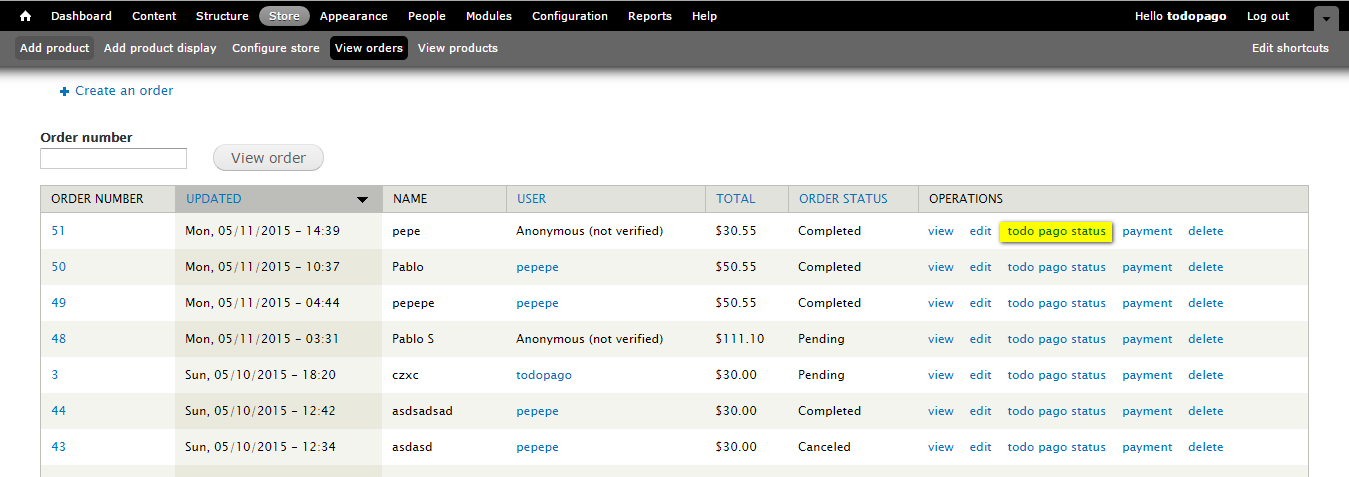 Dashboard Content Structure Store Appearance People Modules Configuration Reports Help Hello todopago Log out
Add product Add product display Configure store View orders View products Edit shortcuts
Create an order
Order number
View order
ORDER NUMBER UPDATED NAME USER TOTAL ORDER STATUS OPERATIONS
51 Mon, 05/11/2015 - 14:39 pepe Anonymous (not verified) $30.55 Completed view edit todo pago status payment delete
50 Mon, 05/11/2015 - 10:37 Pablo pepepe $50.55 Completed view edit todo pago status payment delete
49 Mon, 05/11/2015 - 04:44 pepepe pepepe $50.55 Completed view edit todo pago status payment delete
48 Mon, 05/11/2015 - 03:31 Pablo S Anonymous (not verified) $111.10 Pending view edit todo pago status payment delete
3 Sun, 05/10/2015 - 18:20 czxc todopago $30.00 Pending view edit todo pago status payment delete
44 Sun, 05/10/2015 - 12:42 asdsadsad pepepe $30.00 Completed view edit todo pago status payment delete
43 Sun, 05/10/2015 - 12:34 asdasd pepepe $30.00 Canceled view edit todo pago status payment delete